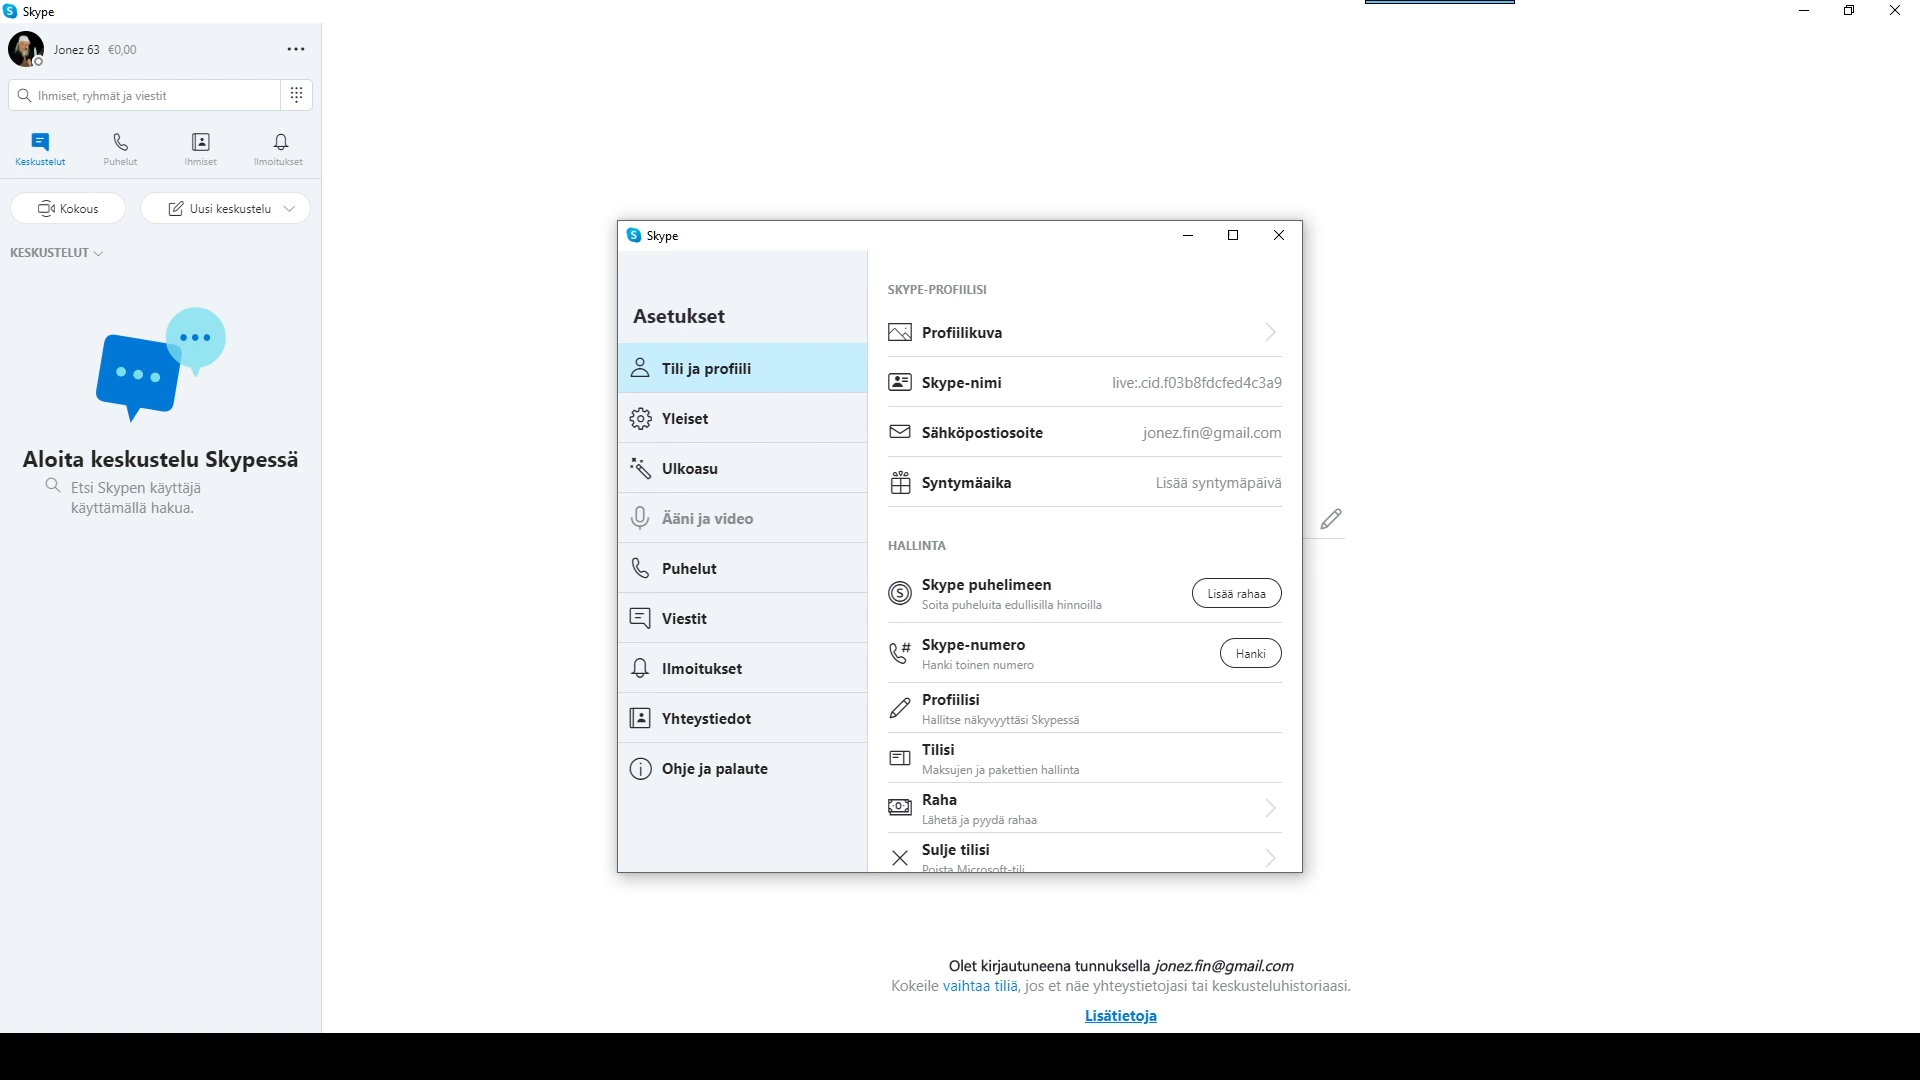 Skype
Jonez 63 €0,00
Ihmiset, ryhmät ja viestit
Keskustelut
Puhelut
Ihmiset
Ilmoitukset
Kokous
Uusi keskustelu
KESKUSTELUT
Aloita keskustelu Skypessä
Etsi Skypen käyttäjä
käyttämällä hakua.
Skype
Asetukset
Tili ja profiili
Yleiset
Ulkoasu
Ääni ja video
Puhelut
Viestit
Ilmoitukset
Yhteystiedot
Ohje ja palaute
SKYPE-PROFIILISI
Profiilikuva
Skype-nimi live:.cid.f03b8fdcfed4c3a9
Sähköpostiosoite jonez.fin@gmail.com
Syntymäaika Lisää syntymäpäivä
HALLINTA
Skype puhelimeen
Soita puheluita edullisilla hinnoilla
Lisää rahaa
Skype-numero
Hanki toinen numero
Hanki
Profiilisi
Hallitse näkyvyyttäsi Skypessä
Tilisi
Maksujen ja pakettien hallinta
Raha
Lähetä ja pyydä rahaa
Sulje tilisi
Poista Microsoft-tili
Olet kirjautuneena tunnuksella jonez.fin@gmail.com
Kokeile vaihtaa tiliä, jos et näe yhteystietojasi tai keskusteluhistoriaasi.
Lisätietoja